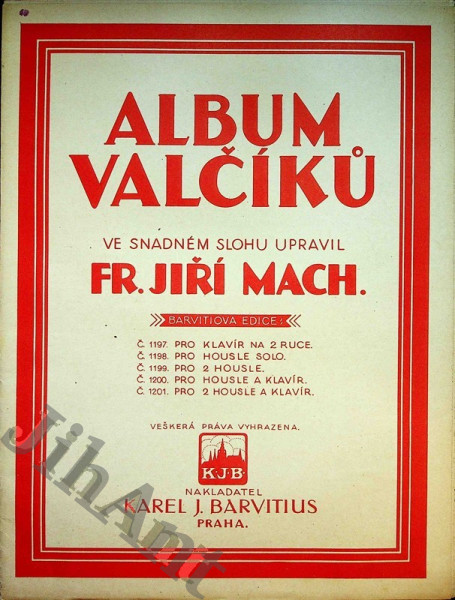 ALBUM
VALČÍKŮ
VE SNADNÉM SLOHU UPRAVIL
FR. JIŘÍ MACH.
BARVITIOVA EDICE:
Č. 1197. PRO KLAVÍR NA 2 RUCE.
Č. 1198. PRO HOUSLE SOLO.
Č. 1199. PRO 2 HOUSLE.
Č. 1200. PRO HOUSLE A KLAVÍR.
Č. 1201. PRO 2 HOUSLE A KLAVÍR.
VEŠKERÁ PRÁVA VYHRAZENA.
K·J·B
NAKLADATEL
KAREL J. BARVITIUS
PRAHA.
JihAnt